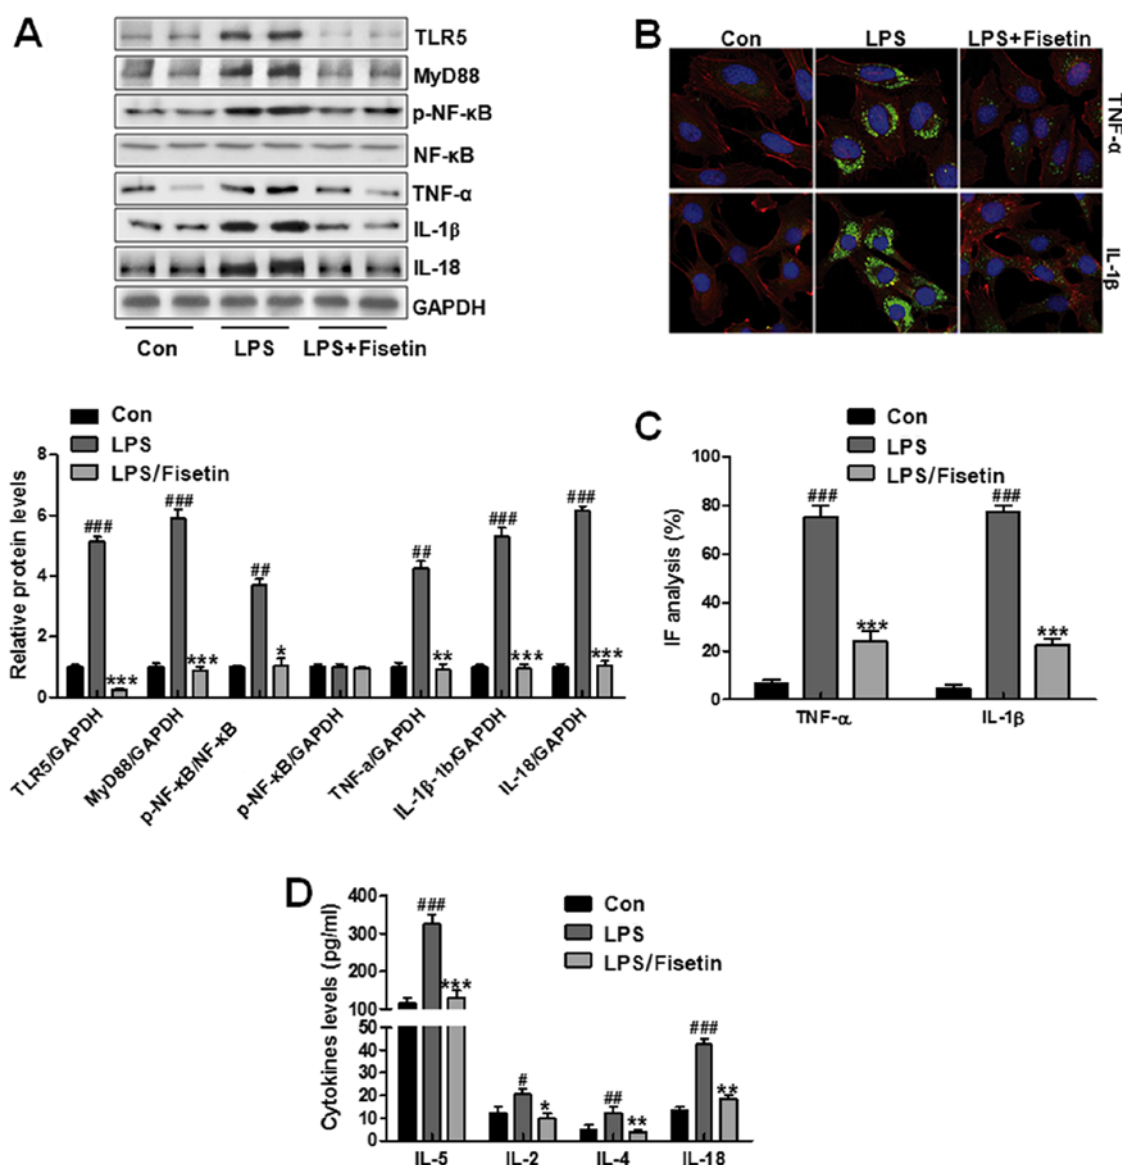 A
TLR5
MyD88
p-NF-κB
NF-κB
TNF-α
IL-1β
IL-18
GAPDH
Con LPS LPS+Fisetin
B
Con LPS LPS+Fisetin
TNF-α
IL-1β
Con
LPS
LPS/Fisetin
Relative protein levels
8
6
4
2
1
0
###
***
###
***
##
*
##
**
###
***
###
***
TLR5/GAPDH
MyD88/GAPDH
p-NF-κB/NF-κB
p-NF-κB/GAPDH
TNF-a/GAPDH
IL-1β-1b/GAPDH
IL-18/GAPDH
C
Con
LPS
LPS/Fisetin
IF analysis (%)
100
80
60
40
20
0
###
***
###
***
TNF-α IL-1β
D
Con
LPS
LPS/Fisetin
Cytokines levels (pg/ml)
400
300
200
100
50
40
30
20
10
0
###
***
#
*
##
**
###
**
IL-5 IL-2 IL-4 IL-18